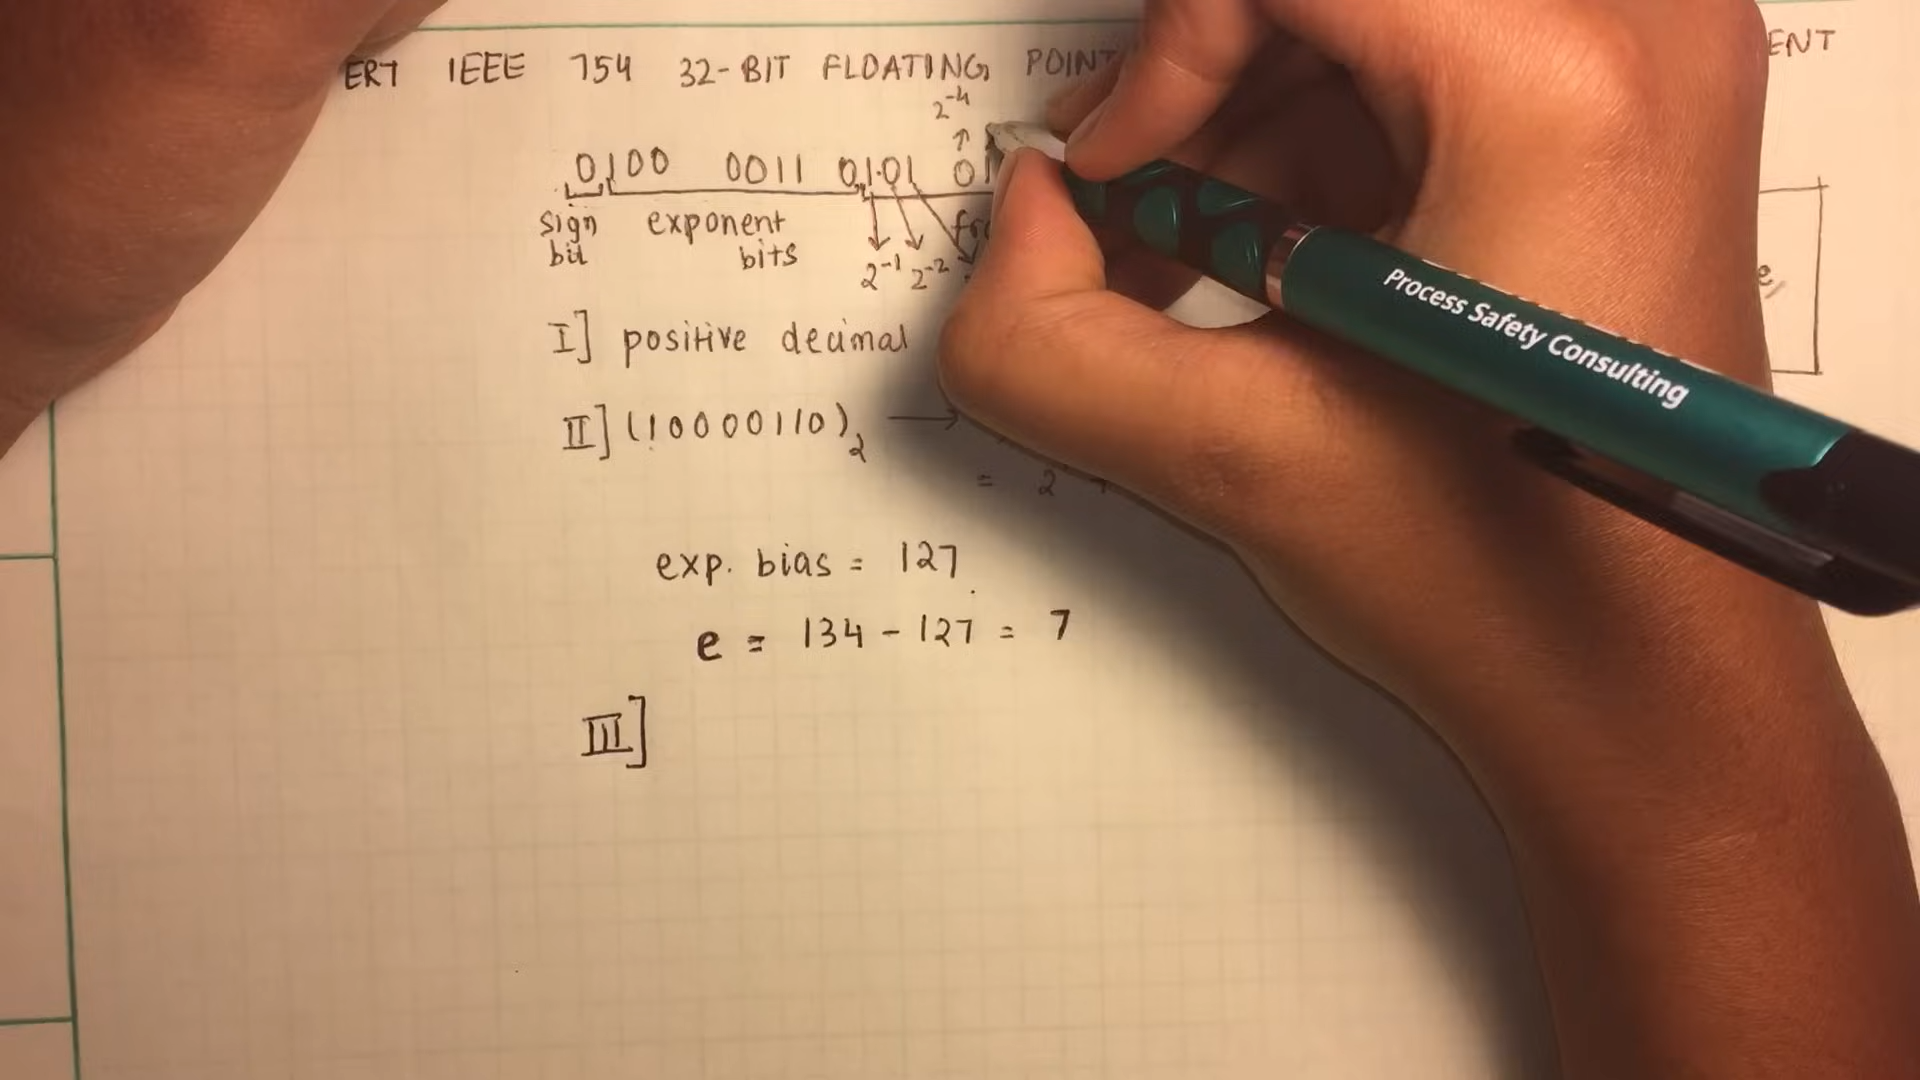 ERT IEEE 754 32-BIT FLOATING POINT ENT
2^-4
↑
0100 0011 0101 01
sign exponent
bit bits
2^-1 2^-2
e,
I] positive decimal
II] (10000110)₂ →
= 2
exp. bias = 127
e = 134 - 127 = 7
III]
Process Safety Consulting